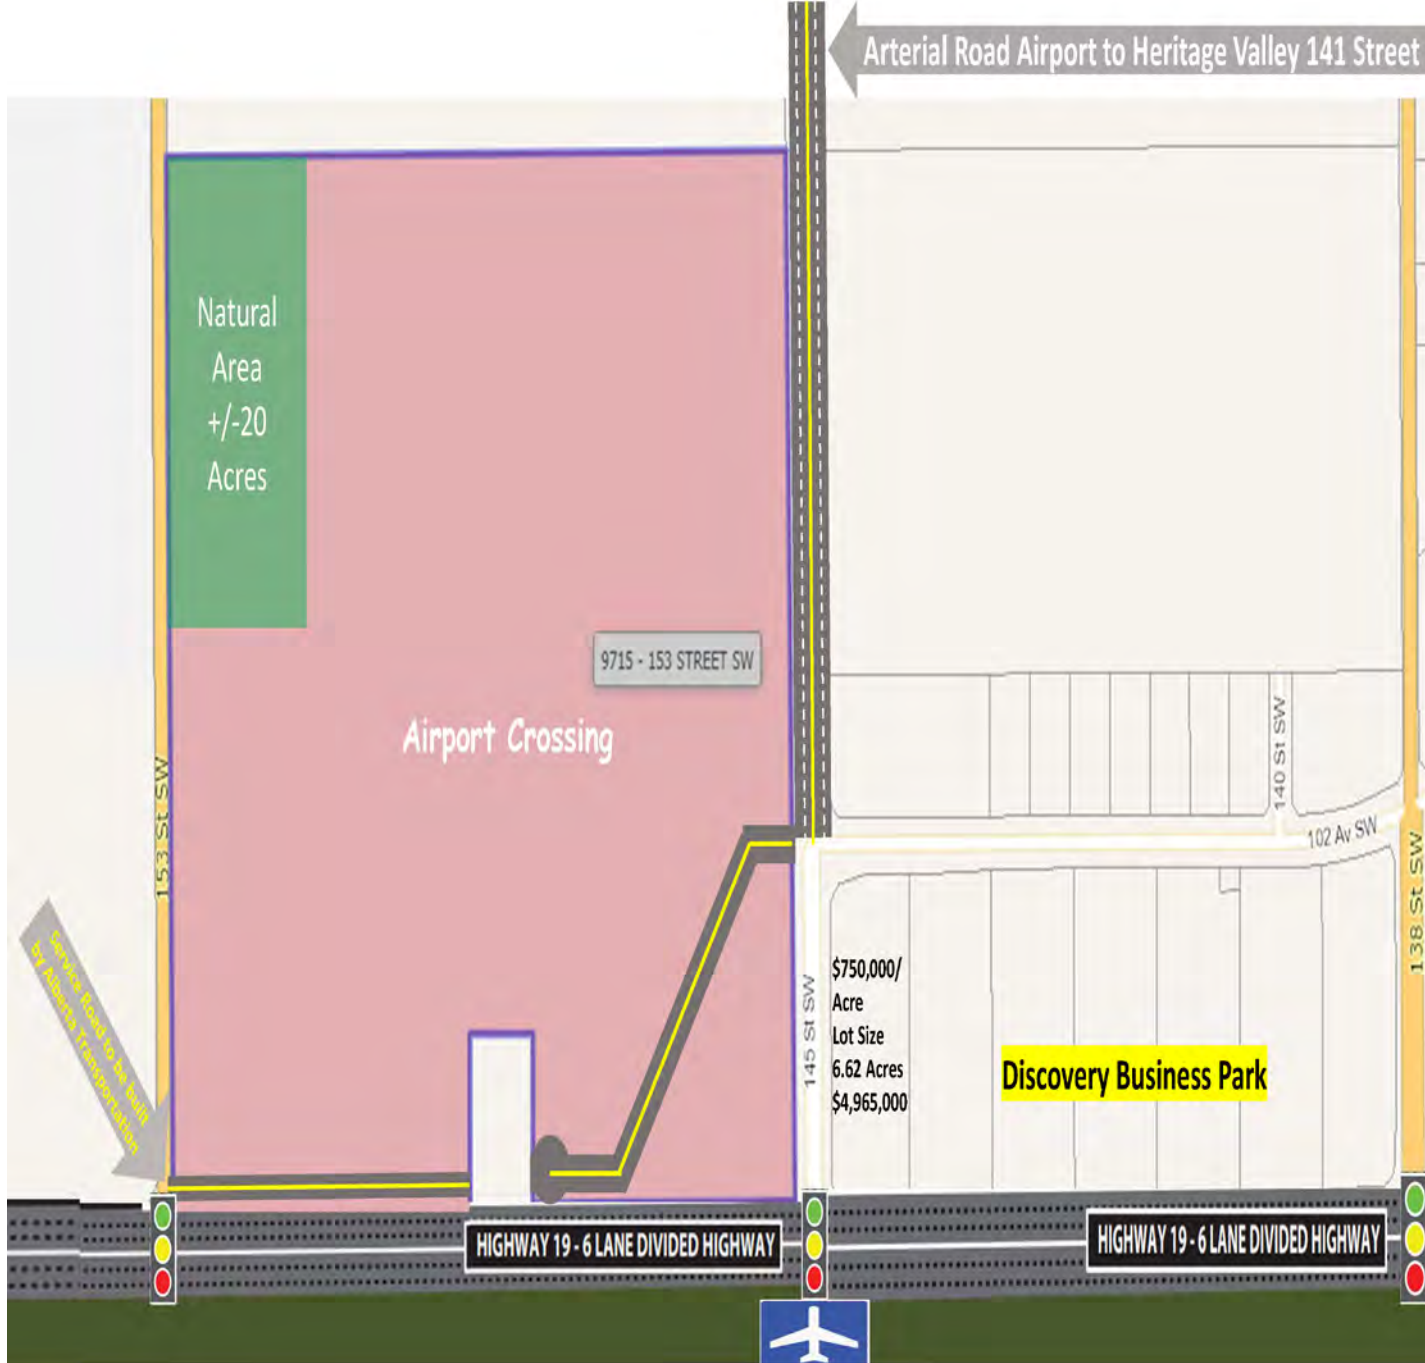 Arterial Road Airport to Heritage Valley 141 Street
Natural
Area
+/-20
Acres
9715 - 153 STREET SW
Airport Crossing
153 St SW
140 St SW
102 Av SW
138 St SW
145 St SW
Service Road to be built
by Alberta Transportation
$750,000/
Acre
Lot Size
6.62 Acres
$4,965,000
Discovery Business Park
HIGHWAY 19 - 6 LANE DIVIDED HIGHWAY
HIGHWAY 19 - 6 LANE DIVIDED HIGHWAY